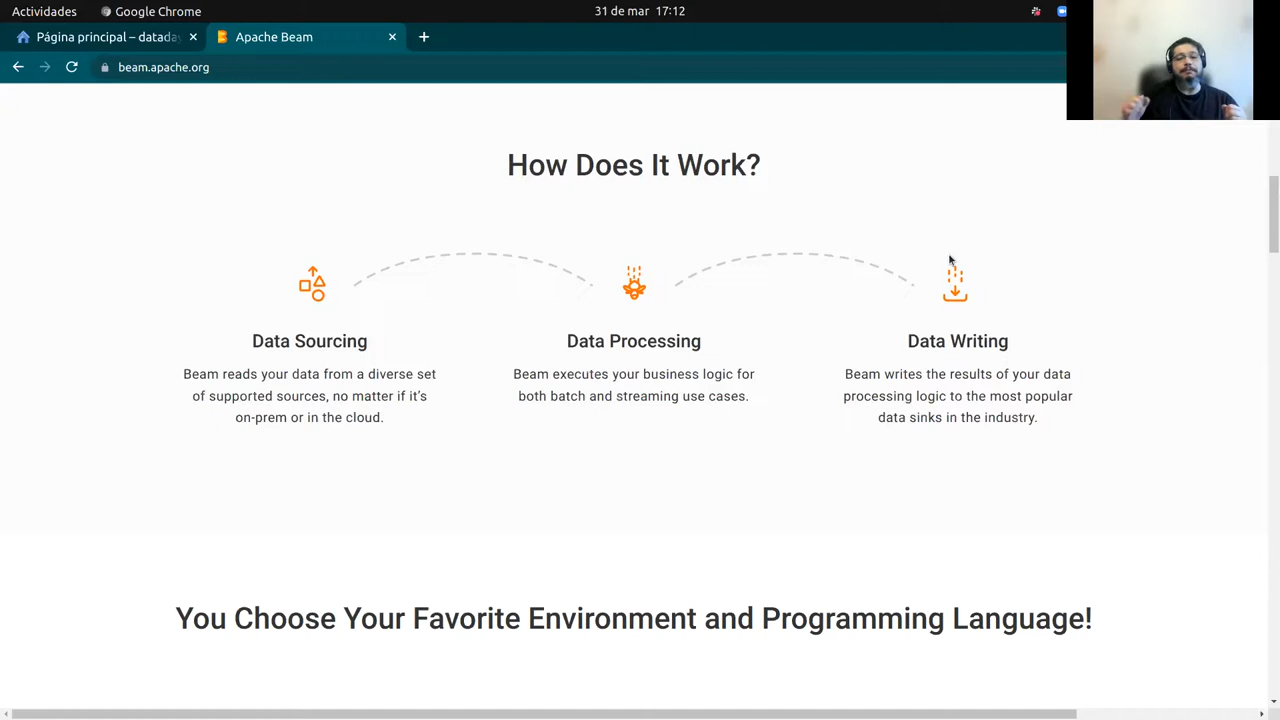 Actividades
Google Chrome
31 de mar 17:12
Página principal – datada
Apache Beam
beam.apache.org
How Does It Work?
Data Sourcing
Beam reads your data from a diverse set
of supported sources, no matter if it’s
on-prem or in the cloud.
Data Processing
Beam executes your business logic for
both batch and streaming use cases.
Data Writing
Beam writes the results of your data
processing logic to the most popular
data sinks in the industry.
You Choose Your Favorite Environment and Programming Language!